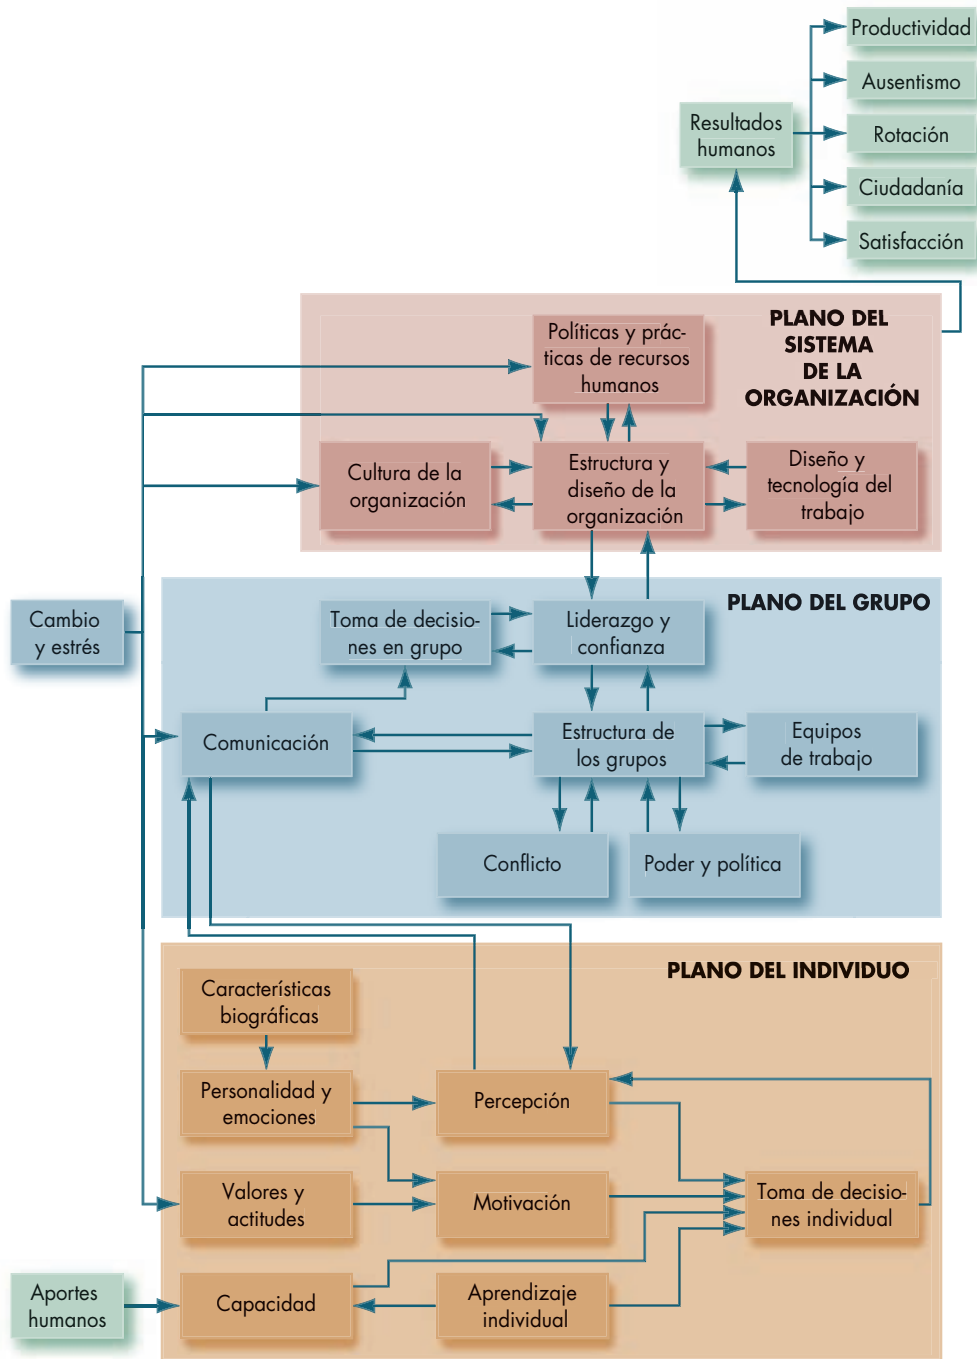 Productividad
Ausentismo
Resultados
humanos
Rotación
Ciudadanía
Satisfacción
PLANO DEL
SISTEMA
DE LA
ORGANIZACIÓN
Políticas y prác-
ticas de recursos
humanos
Cultura de la
organización
Estructura y
diseño de la
organización
Diseño y
tecnología del
trabajo
Cambio
y estrés
PLANO DEL GRUPO
Toma de decisio-
nes en grupo
Liderazgo y
confianza
Comunicación
Estructura de
los grupos
Equipos
de trabajo
Conflicto
Poder y política
PLANO DEL INDIVIDUO
Características
biográficas
Personalidad y
emociones
Percepción
Valores y
actitudes
Motivación
Toma de decisio-
nes individual
Aportes
humanos
Capacidad
Aprendizaje
individual